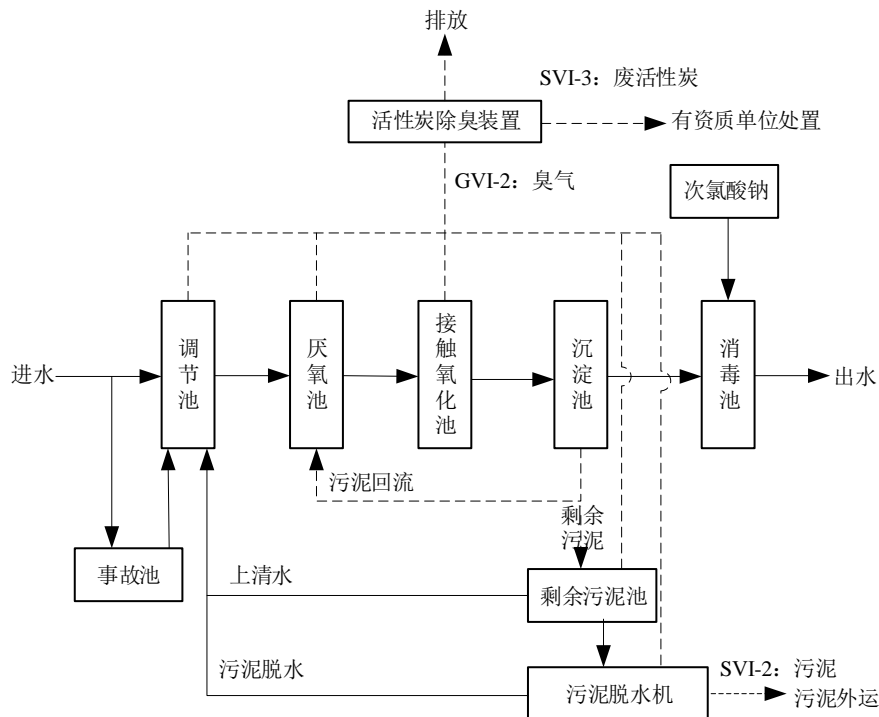 排放
SVI-3：废活性炭
活性炭除臭装置
有资质单位处置
GVI-2：臭气
次氯酸钠
进水
调节池
厌氧池
接触氧化池
沉淀池
消毒池
出水
污泥回流
剩余
污泥
事故池
上清水
剩余污泥池
污泥脱水
污泥脱水机
SVI-2：污泥
污泥外运